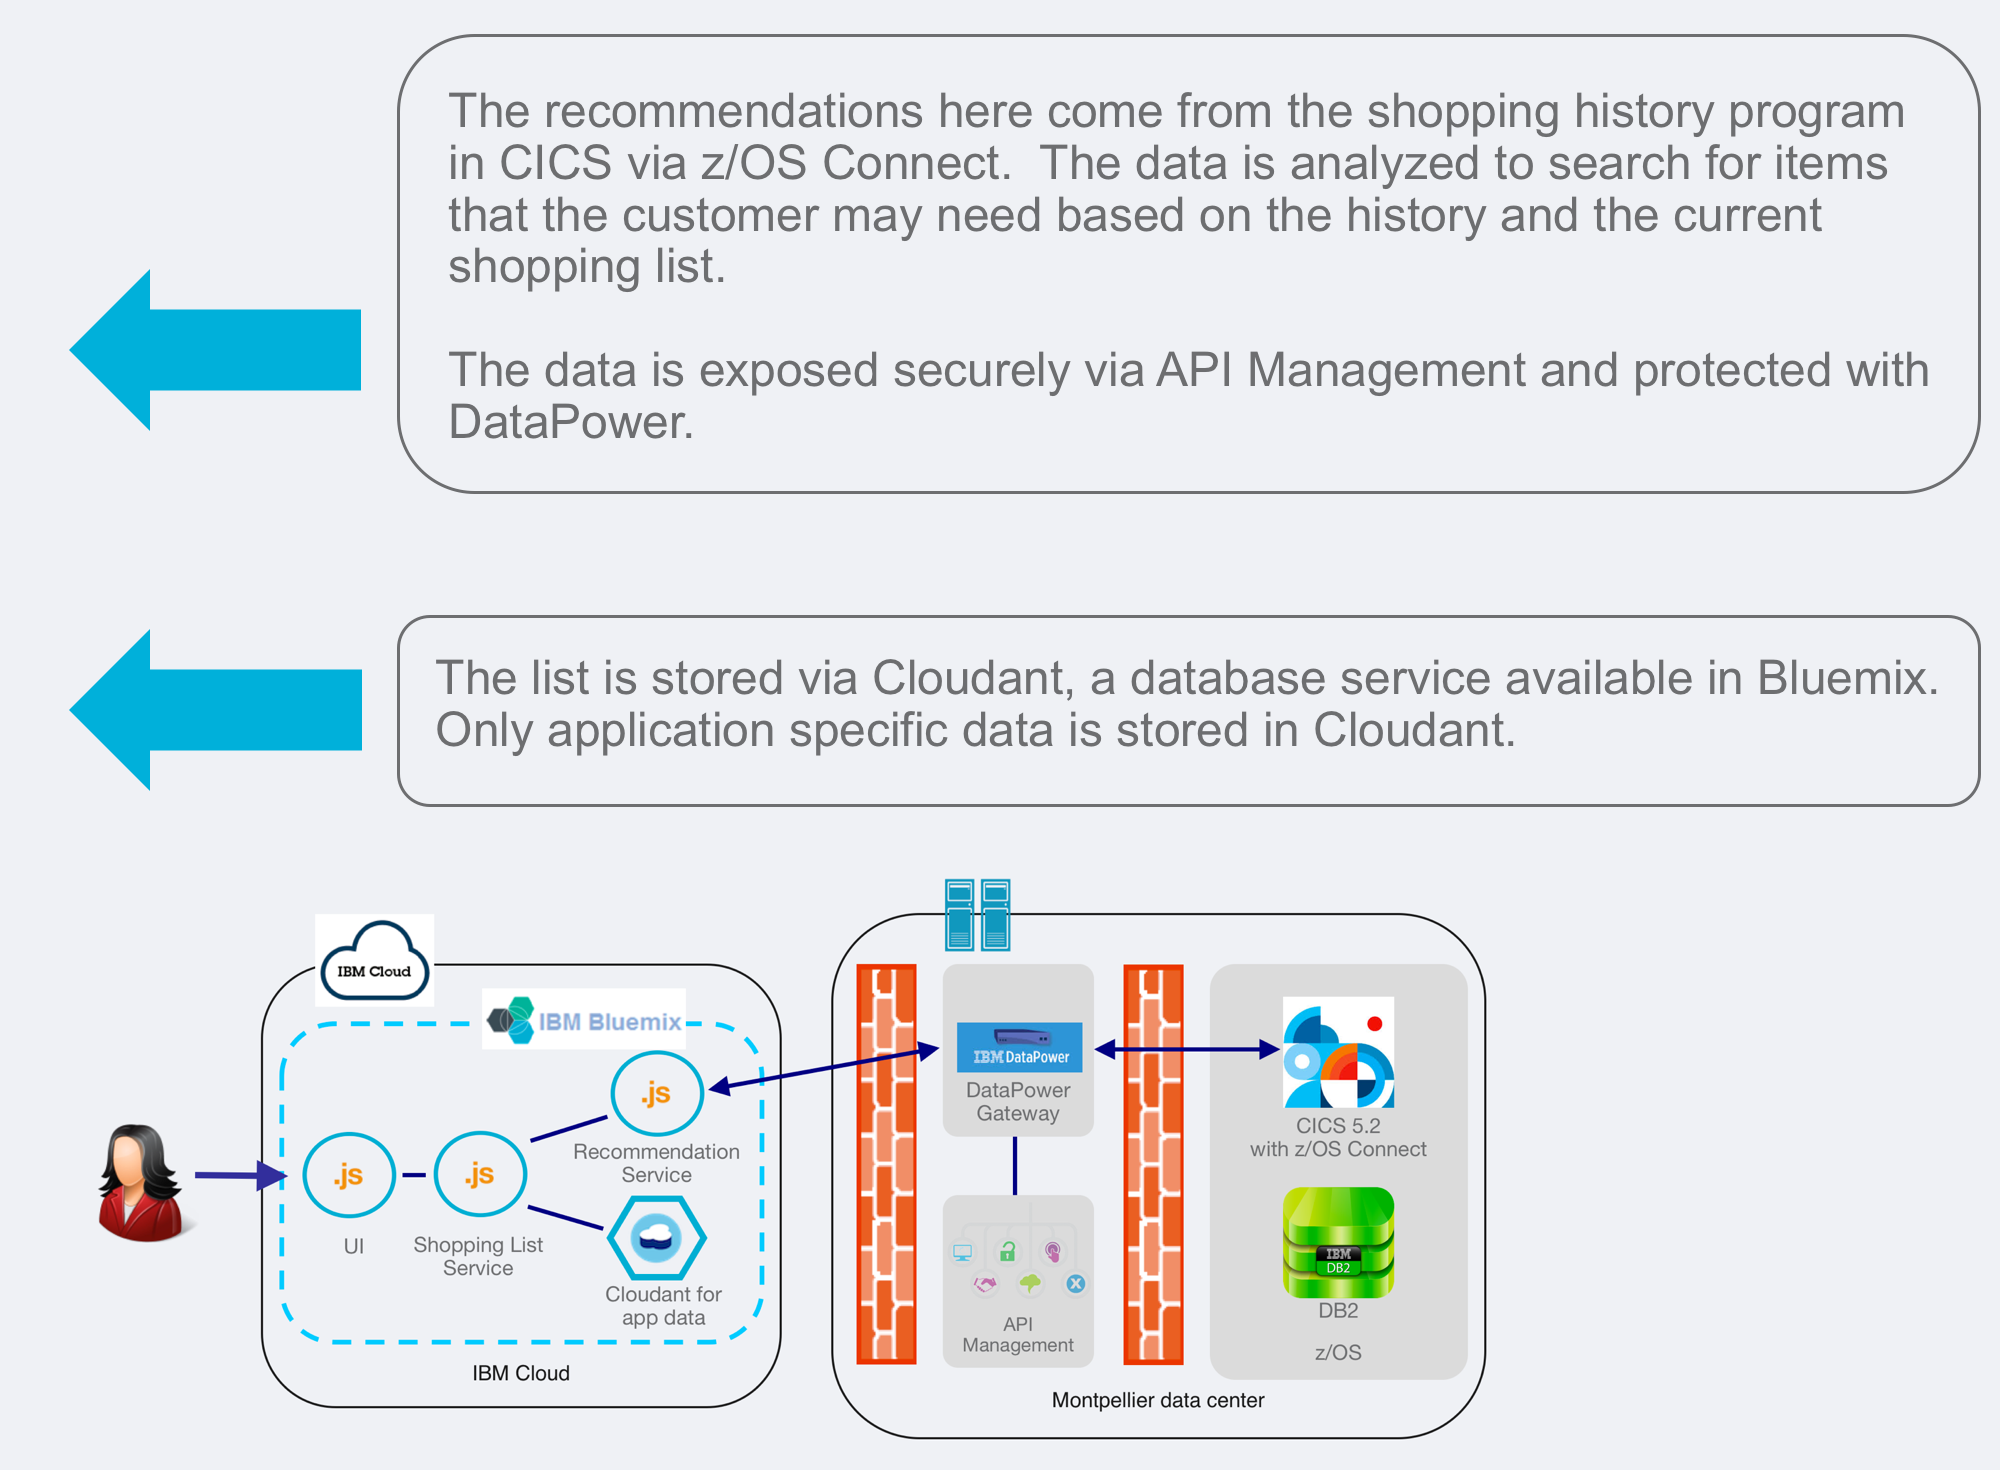 The recommendations here come from the shopping history program
in CICS via z/OS Connect.  The data is analyzed to search for items
that the customer may need based on the history and the current
shopping list.
The data is exposed securely via API Management and protected with
DataPower.
The list is stored via Cloudant, a database service available in Bluemix.
Only application specific data is stored in Cloudant.
IBM Cloud
IBM Bluemix
.js
Recommendation
Service
.js
UI
.js
Shopping List
Service
Cloudant for
app data
IBM Cloud
IBM DataPower
DataPower
Gateway
API
Management
CICS 5.2
with z/OS Connect
IBM
DB2
DB2
z/OS
Montpellier data center